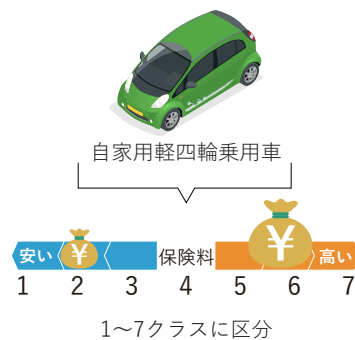 自家用軽四輪乗用車
安い ¥ 保険料 ¥ 高い
1 2 3 4 5 6 7
1〜7クラスに区分